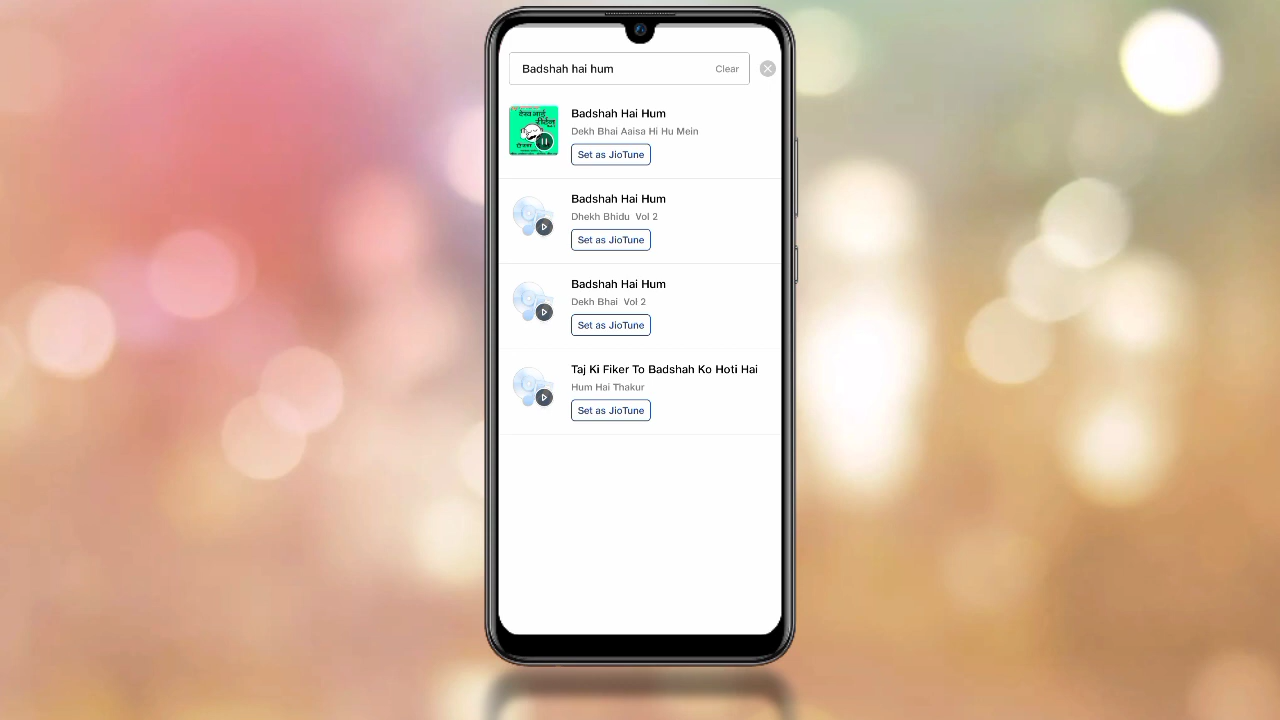 Badshah hai hum Clear
Badshah Hai Hum
Dekh Bhai Aaisa Hi Hu Mein
Set as JioTune
Badshah Hai Hum
Dhekh Bhidu Vol 2
Set as JioTune
Badshah Hai Hum
Dekh Bhai Vol 2
Set as JioTune
Taj Ki Fiker To Badshah Ko Hoti Hai
Hum Hai Thakur
Set as JioTune